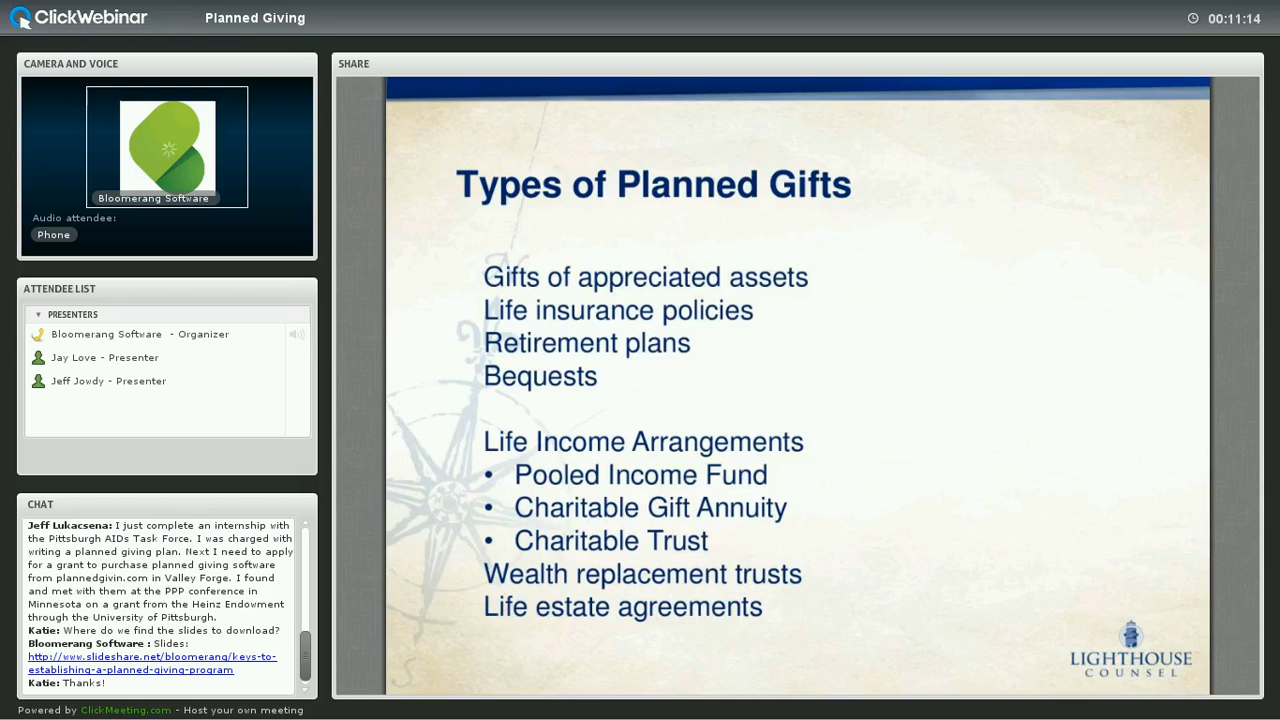 ClickWebinar
Planned Giving
00:11:14
CAMERA AND VOICE
Bloomerang Software
Audio attendee:
Phone
ATTENDEE LIST
PRESENTERS
Bloomerang Software - Organizer
Jay Love - Presenter
Jeff Jowdy - Presenter
CHAT
Jeff Lukacsena: I just complete an internship with
the Pittsburgh AIDs Task Force. I was charged with
writing a planned giving plan. Next I need to apply
for a grant to purchase planned giving software
from plannedgivin.com in Valley Forge. I found
and met with them at the PPP conference in
Minnesota on a grant from the Heinz Endowment
through the University of Pittsburgh.
Katie: Where do we find the slides to download?
Bloomerang Software : Slides:
http://www.slideshare.net/bloomerang/keys-to-
establishing-a-planned-giving-program
Katie: Thanks!
Powered by ClickMeeting.com - Host your own meeting
SHARE
Types of Planned Gifts
Gifts of appreciated assets
Life insurance policies
Retirement plans
Bequests
Life Income Arrangements
• Pooled Income Fund
• Charitable Gift Annuity
• Charitable Trust
Wealth replacement trusts
Life estate agreements
LIGHTHOUSE
COUNSEL
N
S